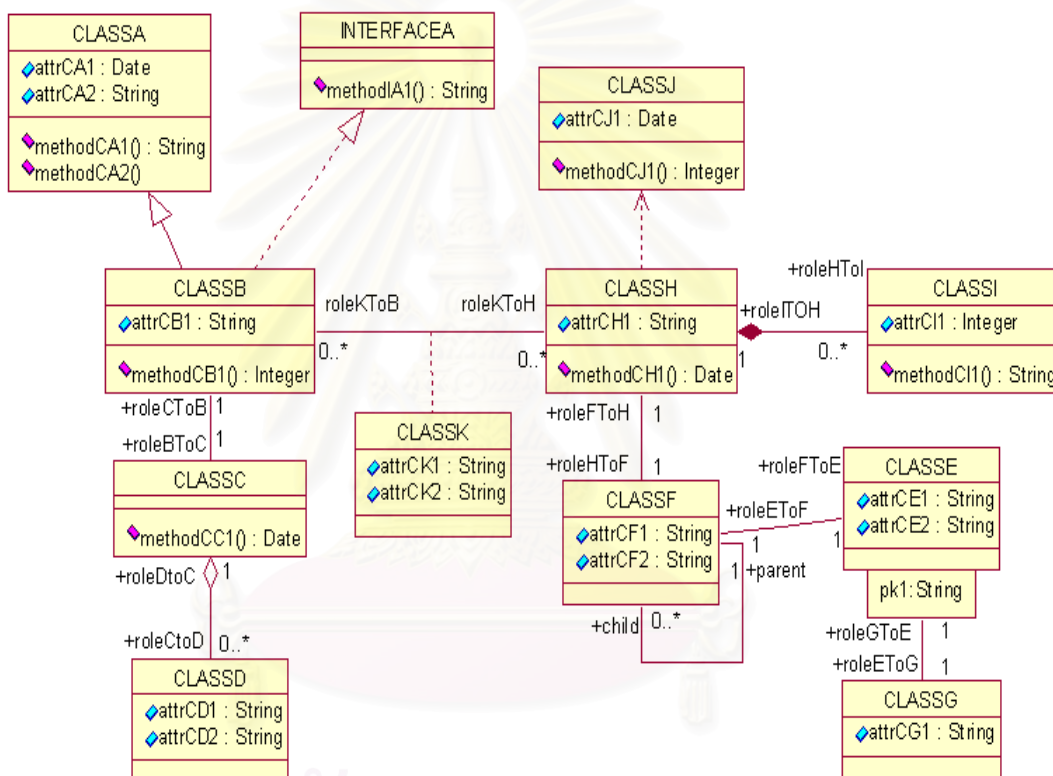 CLASSA
attrCA1 : Date
attrCA2 : String
methodCA1() : String
methodCA2()
INTERFACEA
methodIA1() : String
CLASSJ
attrCJ1 : Date
methodCJ1() : Integer
CLASSB
attrCB1 : String
methodCB1() : Integer
roleKToB
0..*
roleKToH
0..*
CLASSH
attrCH1 : String
methodCH1() : Date
+roleITOH
1
+roleHToI
0..*
CLASSI
attrCI1 : Integer
methodCI1() : String
CLASSK
attrCK1 : String
attrCK2 : String
+roleCToB 1
+roleBToC 1
CLASSC
methodCC1() : Date
+roleDtoC 1
+roleCtoD 0..*
CLASSD
attrCD1 : String
attrCD2 : String
+roleFToH 1
+roleHToF 1
CLASSF
attrCF1 : String
attrCF2 : String
+roleEToF
1
+roleFToE
1
1 +parent
+child 0..*
CLASSE
attrCE1 : String
attrCE2 : String
pk1: String
+roleGToE 1
+roleEToG 1
CLASSG
attrCG1 : String